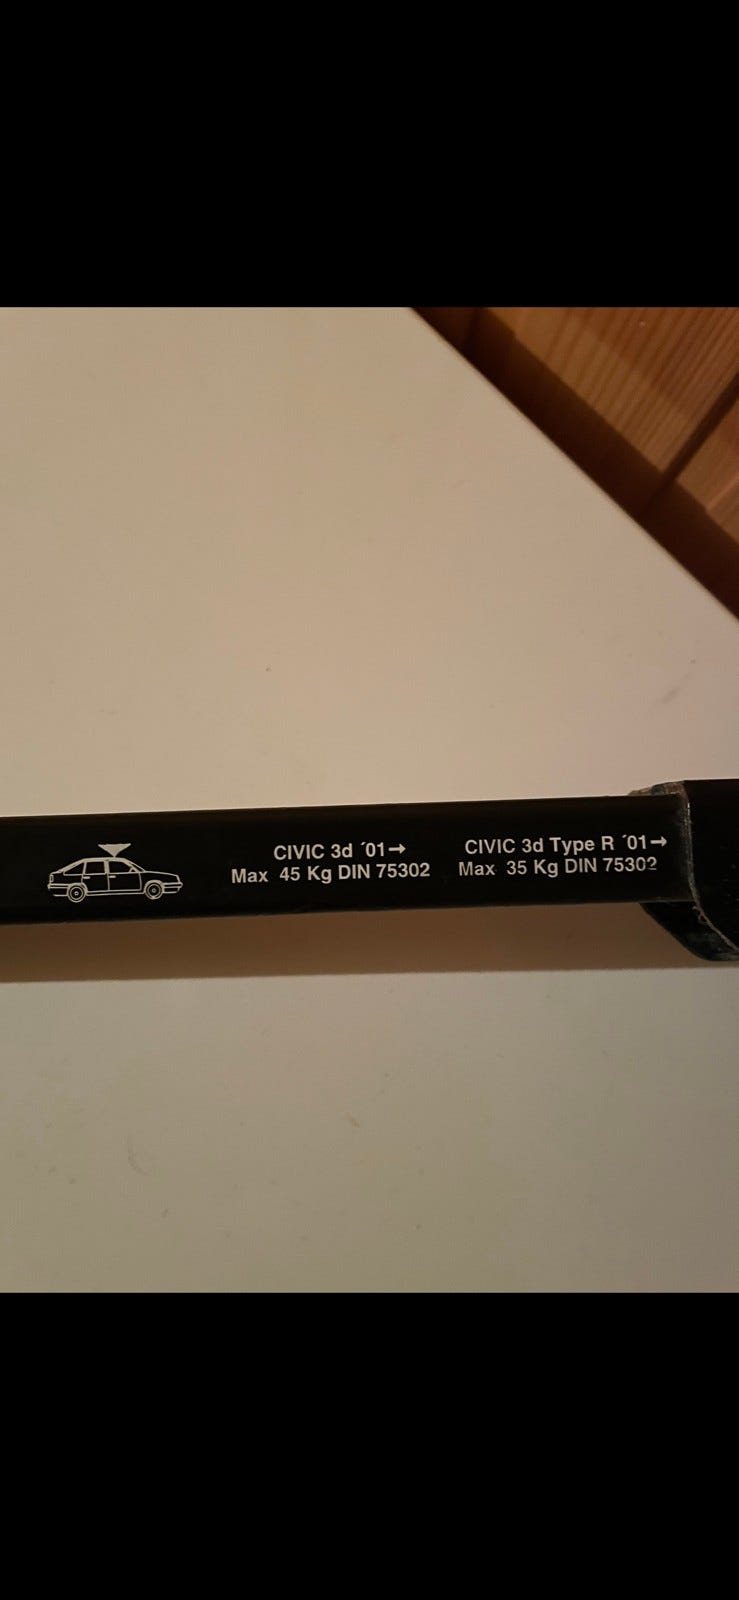 CIVIC 3d ´01→
Max 45 Kg DIN 75302
CIVIC 3d Type R ´01→
Max 35 Kg DIN 75302